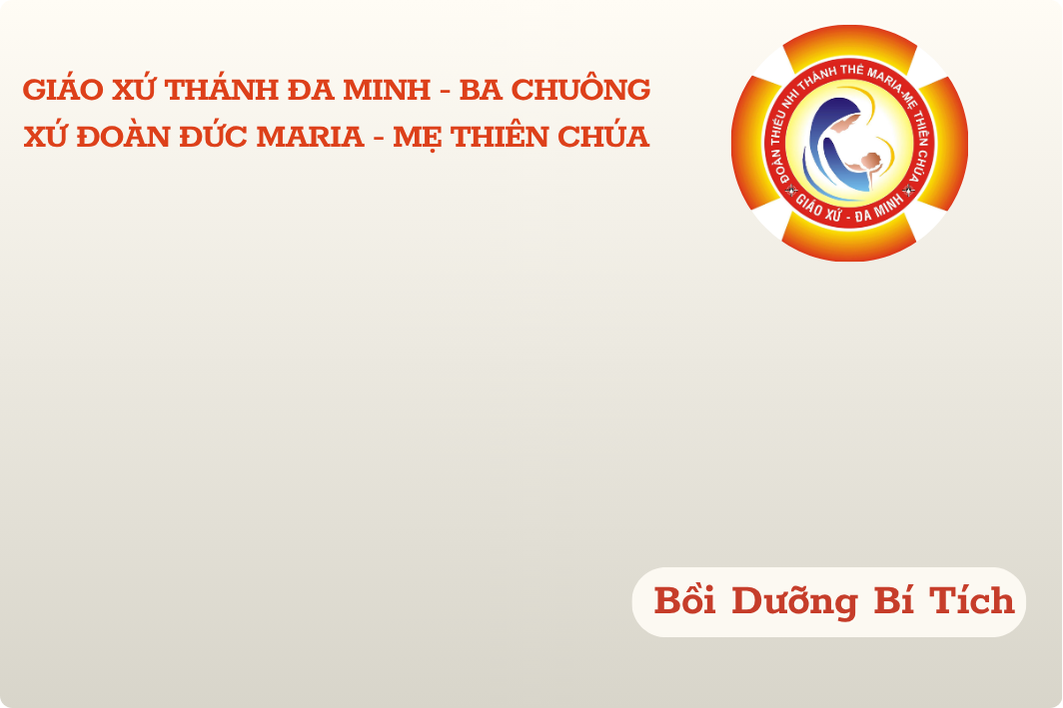 GIÁO XỨ THÁNH ĐA MINH - BA CHUÔNG
XỨ ĐOÀN ĐỨC MARIA - MẸ THIÊN CHÚA
ĐOÀN THIẾU NHI THÁNH THỂ MARIA-MẸ THIÊN CHÚA
GIÁO XỨ - ĐA MINH
Bồi Dưỡng Bí Tích